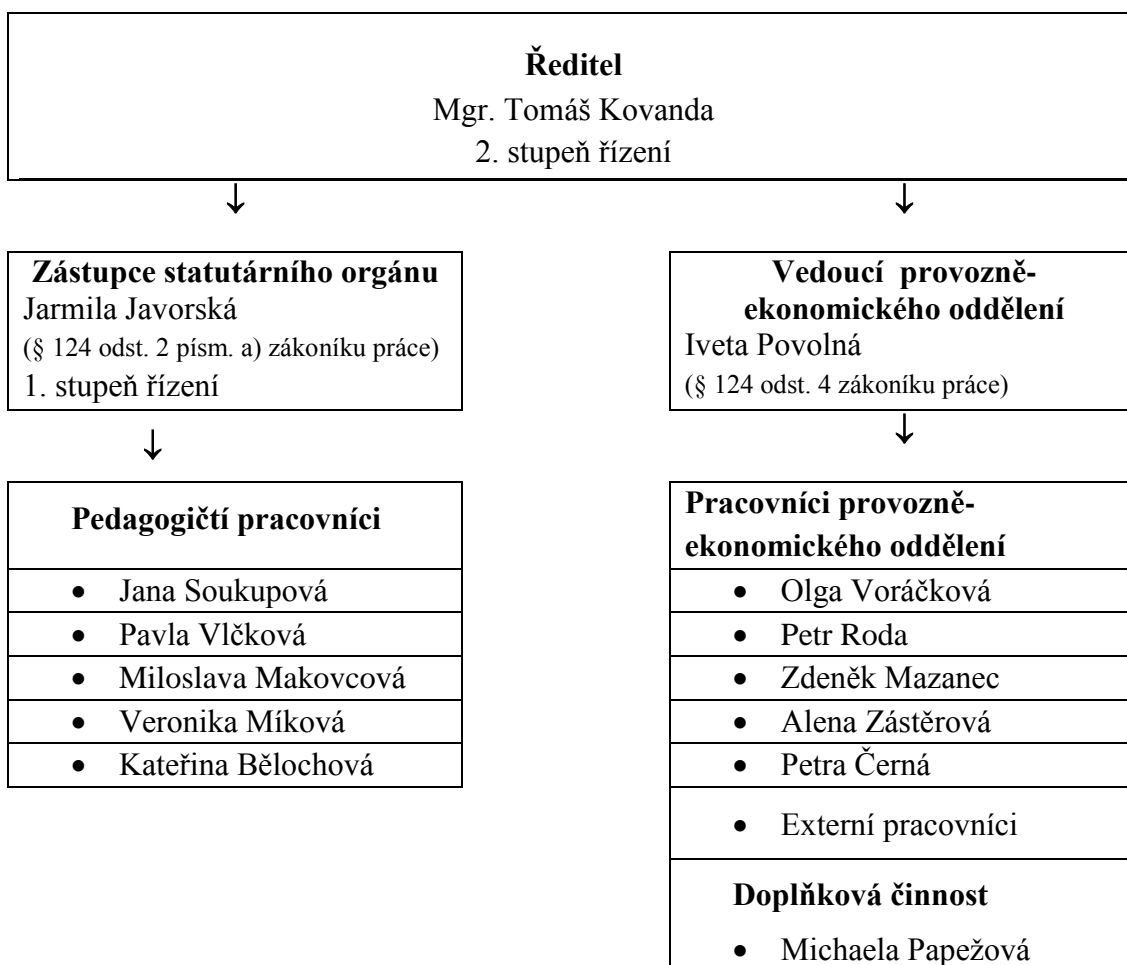 Ředitel
Mgr. Tomáš Kovanda
2. stupeň řízení
↓
↓
Zástupce statutárního orgánu
Jarmila Javorská
(§ 124 odst. 2 písm. a) zákoníku práce)
1. stupeň řízení
↓
Pedagogičtí pracovníci
• Jana Soukupová
• Pavla Vlčková
• Miloslava Makovcová
• Veronika Míková
• Kateřina Bělochová
Vedoucí provozně-
ekonomického oddělení
Iveta Povolná
(§ 124 odst. 4 zákoníku práce)
↓
Pracovníci provozně-
ekonomického oddělení
• Olga Voráčková
• Petr Roda
• Zdeněk Mazanec
• Alena Zástěrová
• Petra Černá
• Externí pracovníci
Doplňková činnost
• Michaela Papežová